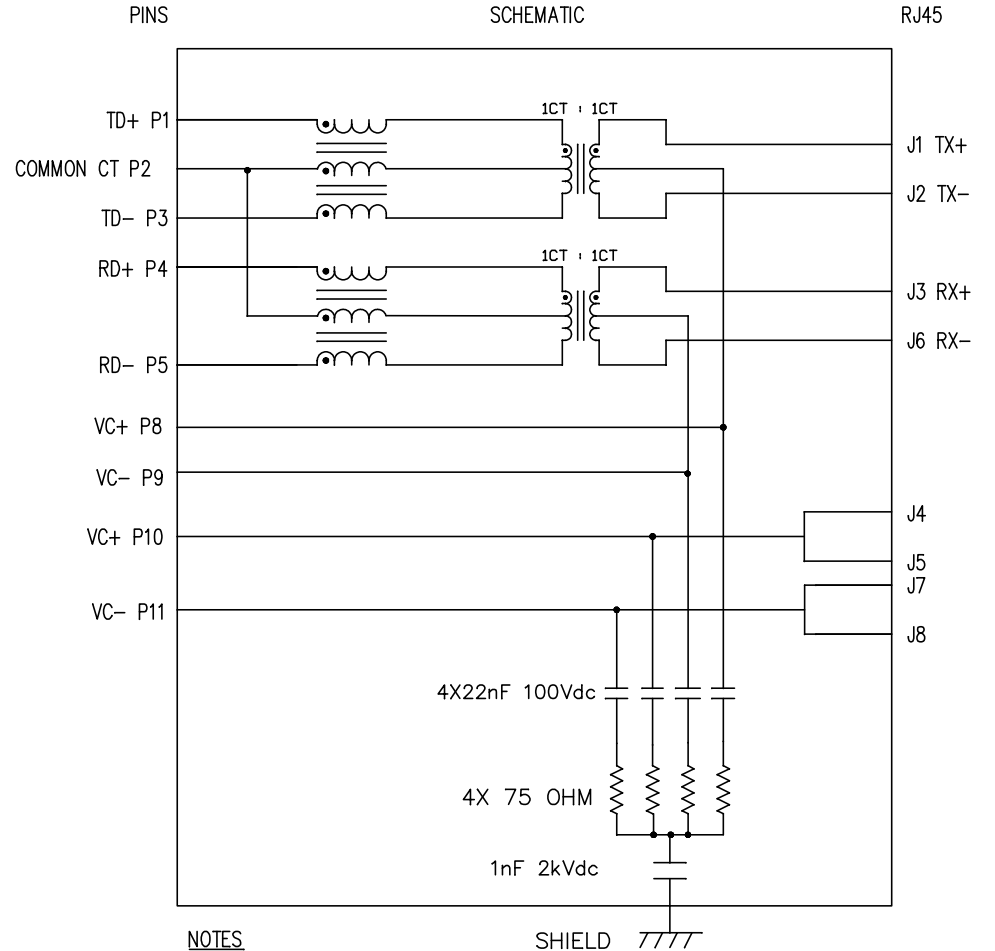 PINS SCHEMATIC RJ45
1CT : 1CT
TD+ P1
J1 TX+
COMMON CT P2
J2 TX-
TD- P3
1CT : 1CT
RD+ P4
J3 RX+
J6 RX-
RD- P5
VC+ P8
VC- P9
J4
VC+ P10
J5
J7
VC- P11
J8
4X22nF 100Vdc
4X 75 OHM
1nF 2kVdc
NOTES SHIELD